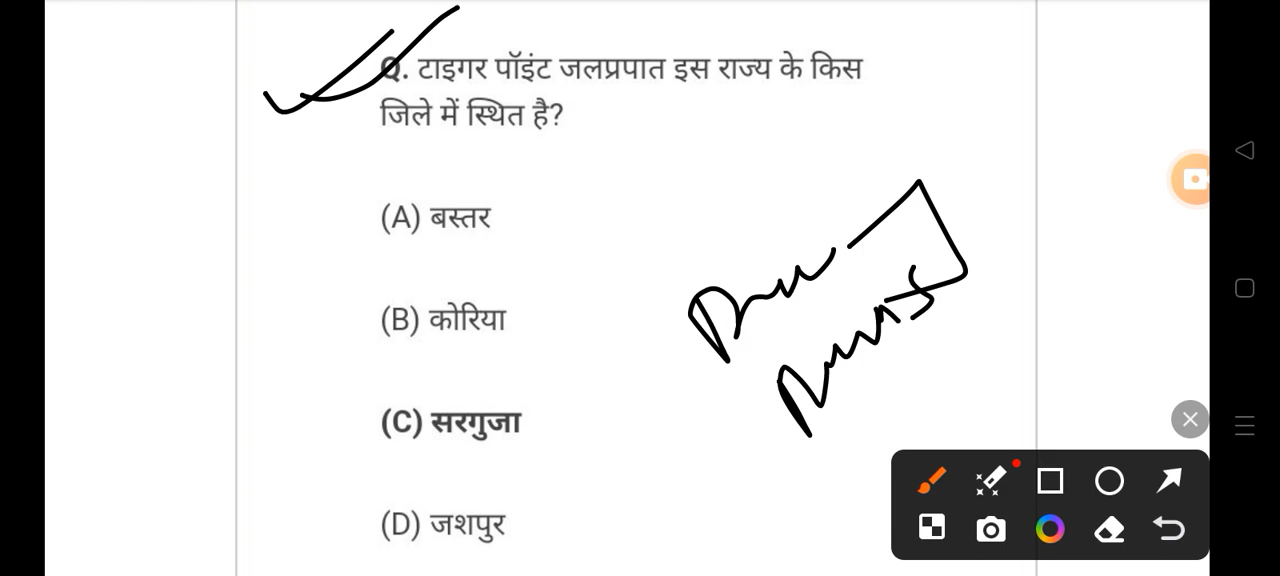 Q. टाइगर पॉइंट जलप्रपात इस राज्य के किस
जिले में स्थित है?
(A) बस्तर
(B) कोरिया
(C) सरगुजा
(D) जशपुर